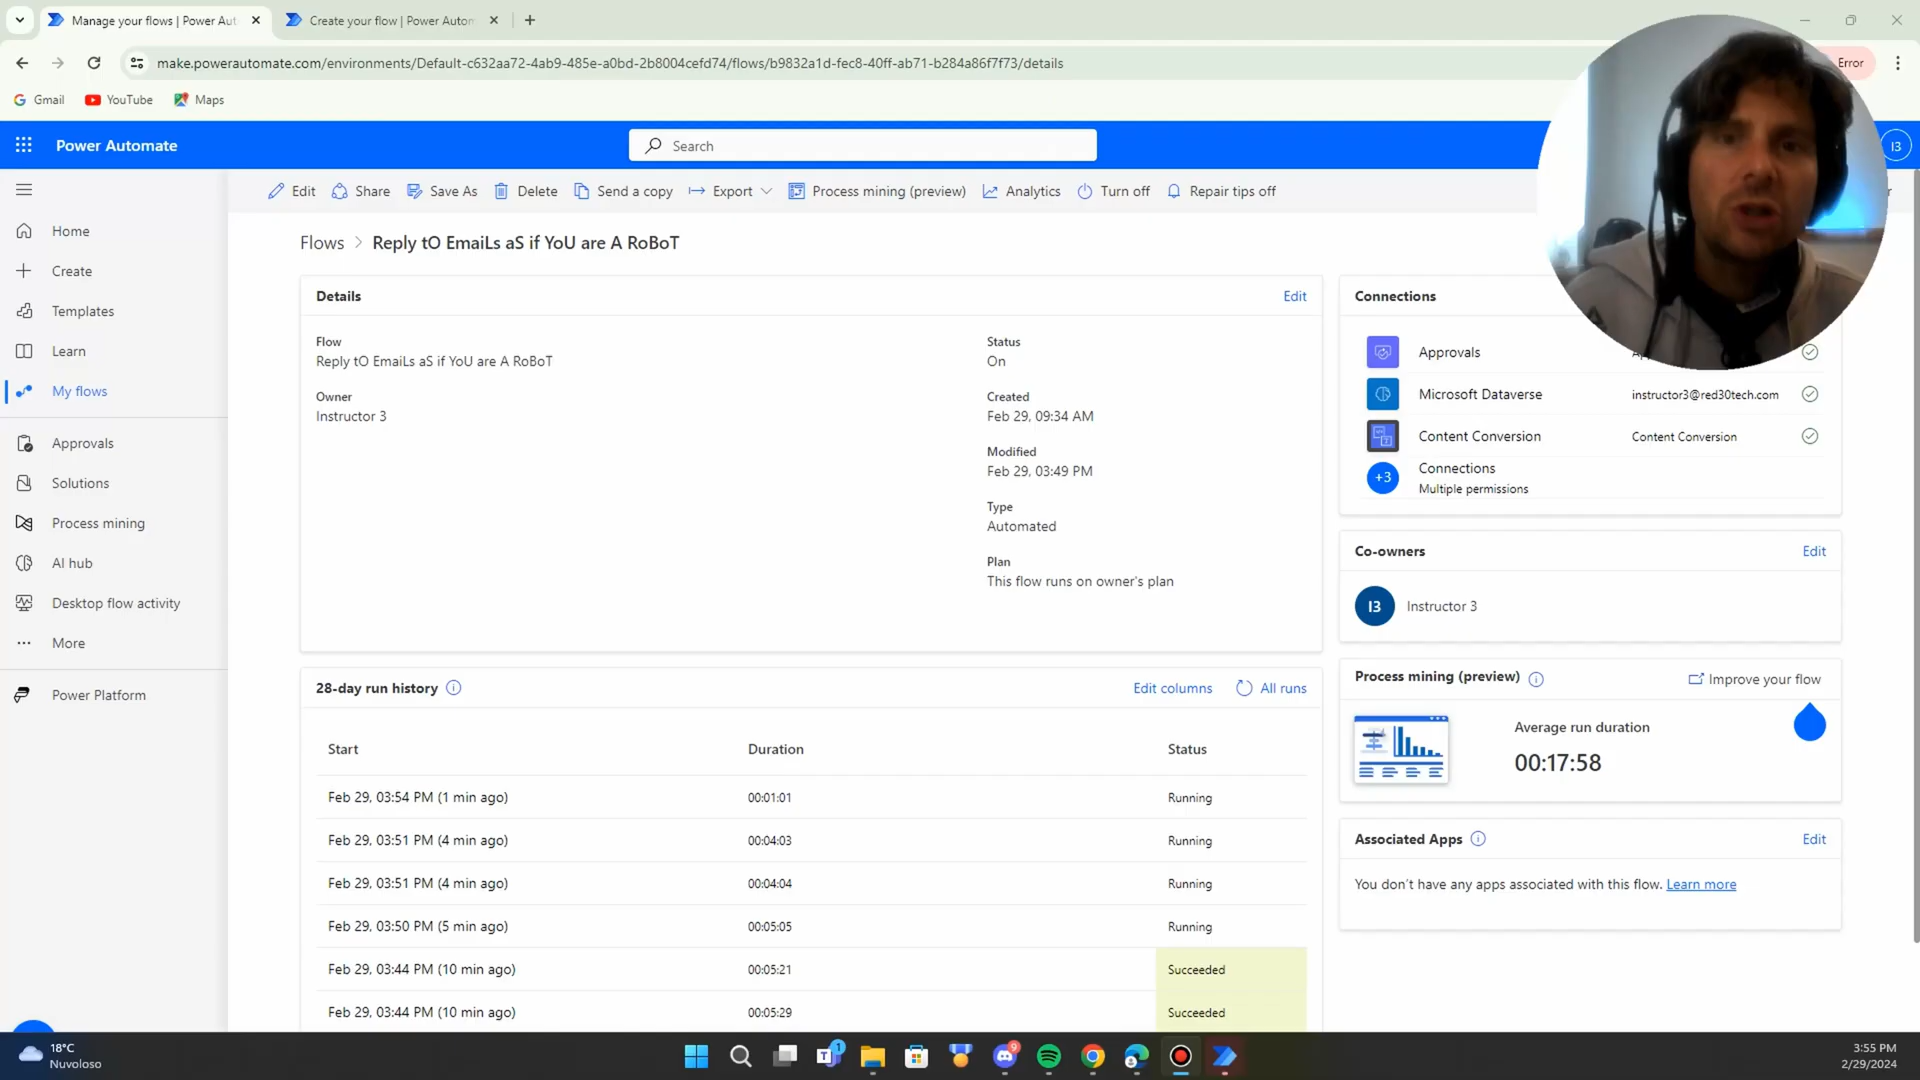 Manage your flows | Power Aut
Create your flow | Power Autom
make.powerautomate.com/environments/Default-c632aa72-4ab9-485e-a0bd-2b8004cefd74/flows/b9832a1d-fec8-40ff-ab71-b284a86f7f73/details
Error
Gmail
YouTube
Maps
Power Automate
Search
I3
Edit
Share
Save As
Delete
Send a copy
Export
Process mining (preview)
Analytics
Turn off
Repair tips off
Home
Create
Templates
Learn
My flows
Approvals
Solutions
Process mining
AI hub
Desktop flow activity
More
Power Platform
Flows > Reply tO EmaiLs aS if YoU are A RoBoT
Details
Edit
Flow
Reply tO EmaiLs aS if YoU are A RoBoT
Owner
Instructor 3
Status
On
Created
Feb 29, 09:34 AM
Modified
Feb 29, 03:49 PM
Type
Automated
Plan
This flow runs on owner's plan
28-day run history
Edit columns
All runs
Start Duration Status
Feb 29, 03:54 PM (1 min ago) 00:01:01 Running
Feb 29, 03:51 PM (4 min ago) 00:04:03 Running
Feb 29, 03:51 PM (4 min ago) 00:04:04 Running
Feb 29, 03:50 PM (5 min ago) 00:05:05 Running
Feb 29, 03:44 PM (10 min ago) 00:05:21 Succeeded
Feb 29, 03:44 PM (10 min ago) 00:05:29 Succeeded
Connections
Approvals
Microsoft Dataverse instructor3@red30tech.com
Content Conversion Content Conversion
+3
Connections
Multiple permissions
Co-owners
Edit
I3
Instructor 3
Process mining (preview)
Improve your flow
Average run duration
00:17:58
Associated Apps
Edit
You don't have any apps associated with this flow. Learn more
18°C
Nuvoloso
1
9
3:55 PM
2/29/2024